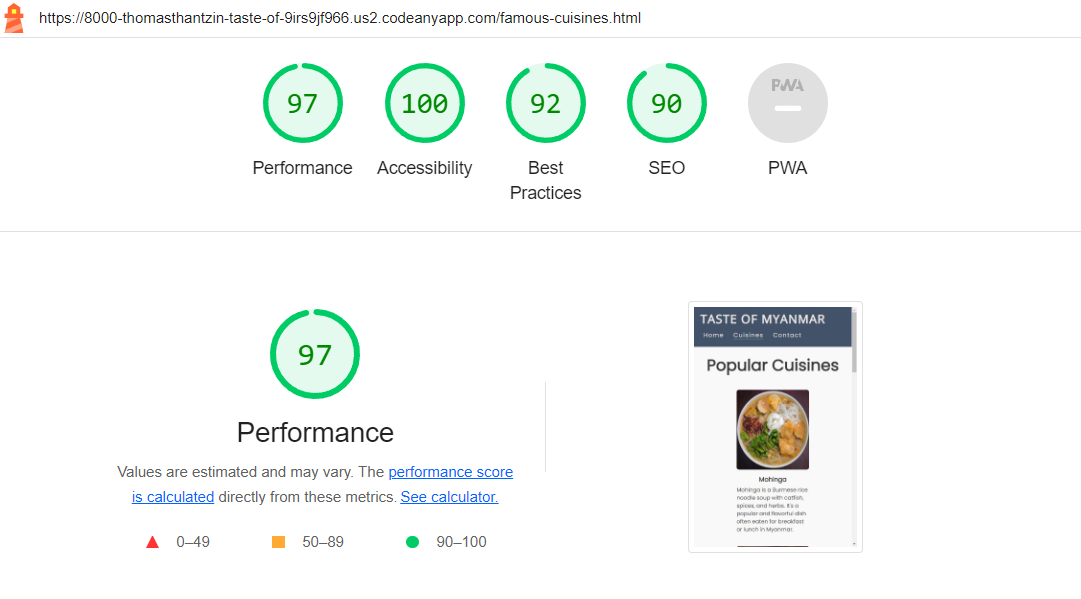 https://8000-thomasthantzin-taste-of-9irs9jf966.us2.codeanyapp.com/famous-cuisines.html
97
100
92
90
PWA
Performance
Accessibility
Best
Practices
SEO
PWA
97
Performance
Values are estimated and may vary. The performance score
is calculated directly from these metrics. See calculator.
0–49
50–89
90–100
TASTE OF MYANMAR
Home Cuisines Contact
Popular Cuisines
Mohinga
Mohinga is a Burmese rice
noodle soup with catfish,
spices, and herbs. It's a
popular and flavorful dish
often eaten for breakfast
or lunch in Myanmar.